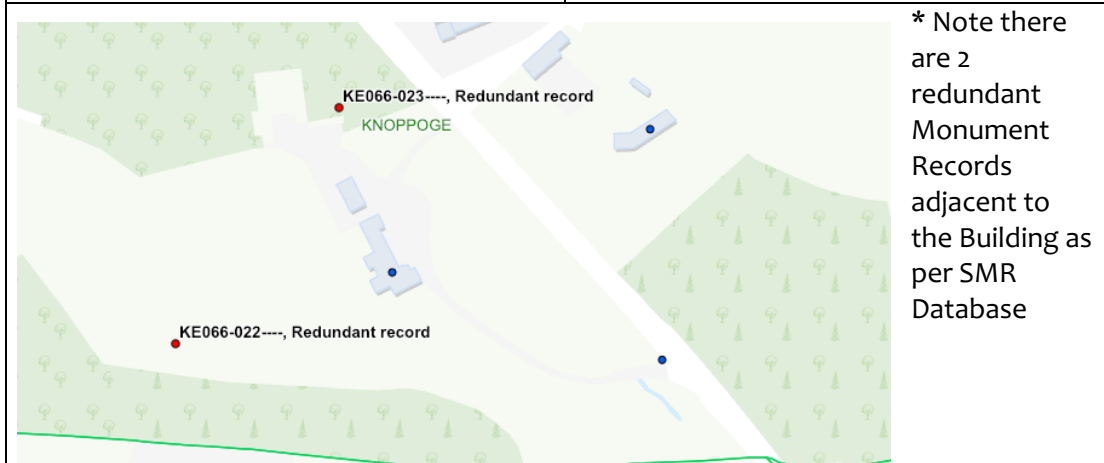 KE066-023----, Redundant record
KNOPPOGE
KE066-022----, Redundant record
* Note there
are 2
redundant
Monument
Records
adjacent to
the Building as
per SMR
Database